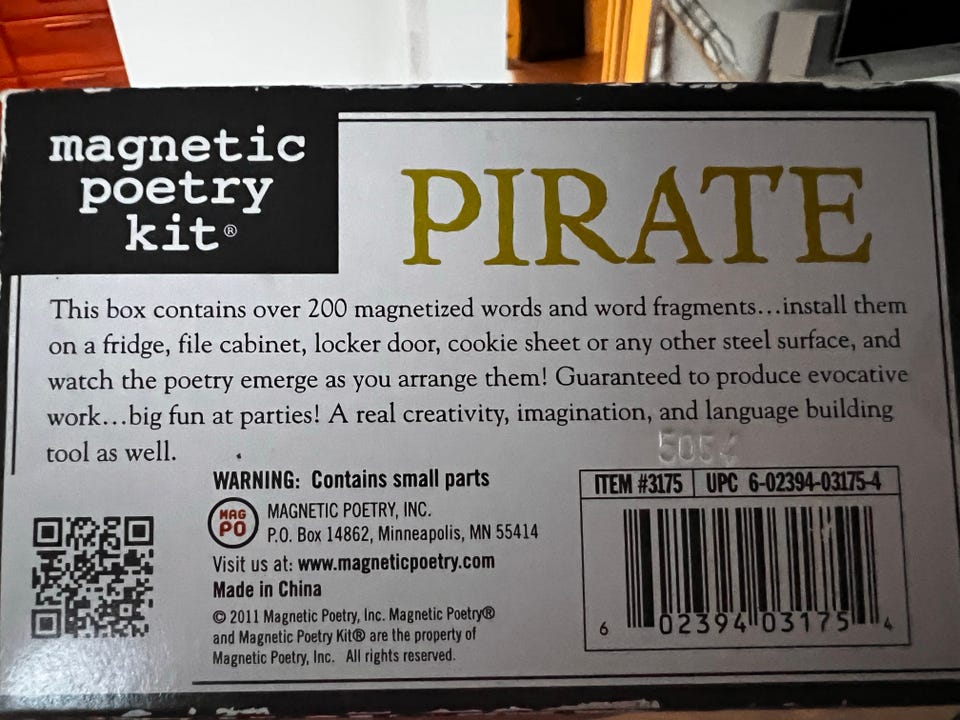 magnetic
poetry
kit®
PIRATE
This box contains over 200 magnetized words and word fragments...install them
on a fridge, file cabinet, locker door, cookie sheet or any other steel surface, and
watch the poetry emerge as you arrange them! Guaranteed to produce evocative
work...big fun at parties! A real creativity, imagination, and language building
tool as well.
5054
WARNING: Contains small parts
MAG
PO
MAGNETIC POETRY, INC.
P.O. Box 14862, Minneapolis, MN 55414
Visit us at: www.magneticpoetry.com
Made in China
© 2011 Magnetic Poetry, Inc. Magnetic Poetry®
and Magnetic Poetry Kit® are the property of
Magnetic Poetry, Inc. All rights reserved.
ITEM #3175 UPC 6-02394-03175-4
6 02394 03175 4